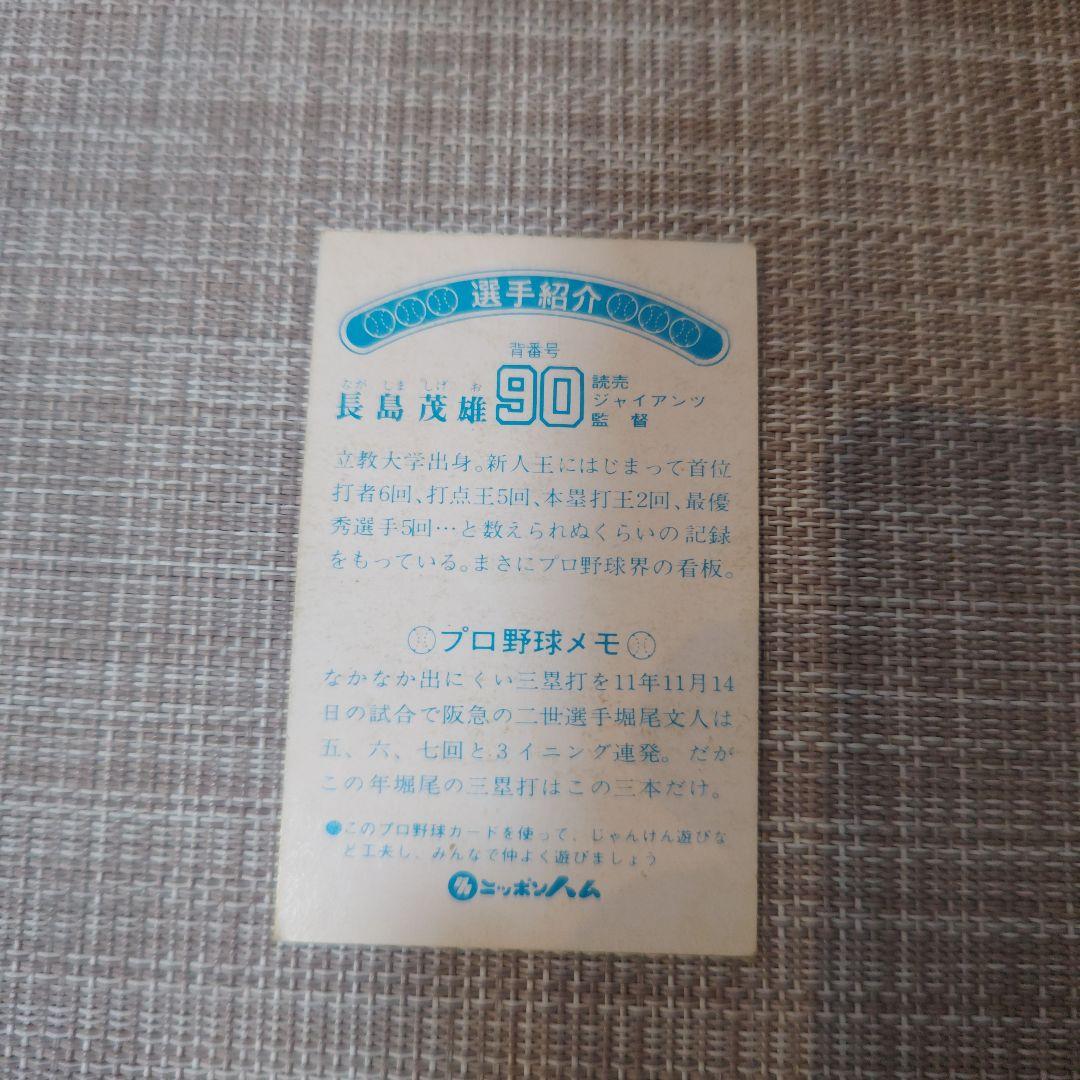 選手紹介
背番号
なが しま しげ お
長島茂雄 90 読売
ジャイアンツ
監督
立教大学出身。新人王にはじまって首位
打者6回、打点王5回、本塁打王2回、最優
秀選手5回…と数えられぬくらいの記録
をもっている。まさにプロ野球界の看板。
プロ野球メモ
なかなか出にくい三塁打を11年11月14
日の試合で阪急の二世選手堀尾文人は
五、六、七回と3イニング連発。だが
この年堀尾の三塁打はこの三本だけ。
●このプロ野球カードを使って、じゃんけん遊びな
ど工夫し、みんなで仲よく遊びましょう
ニッポンハム